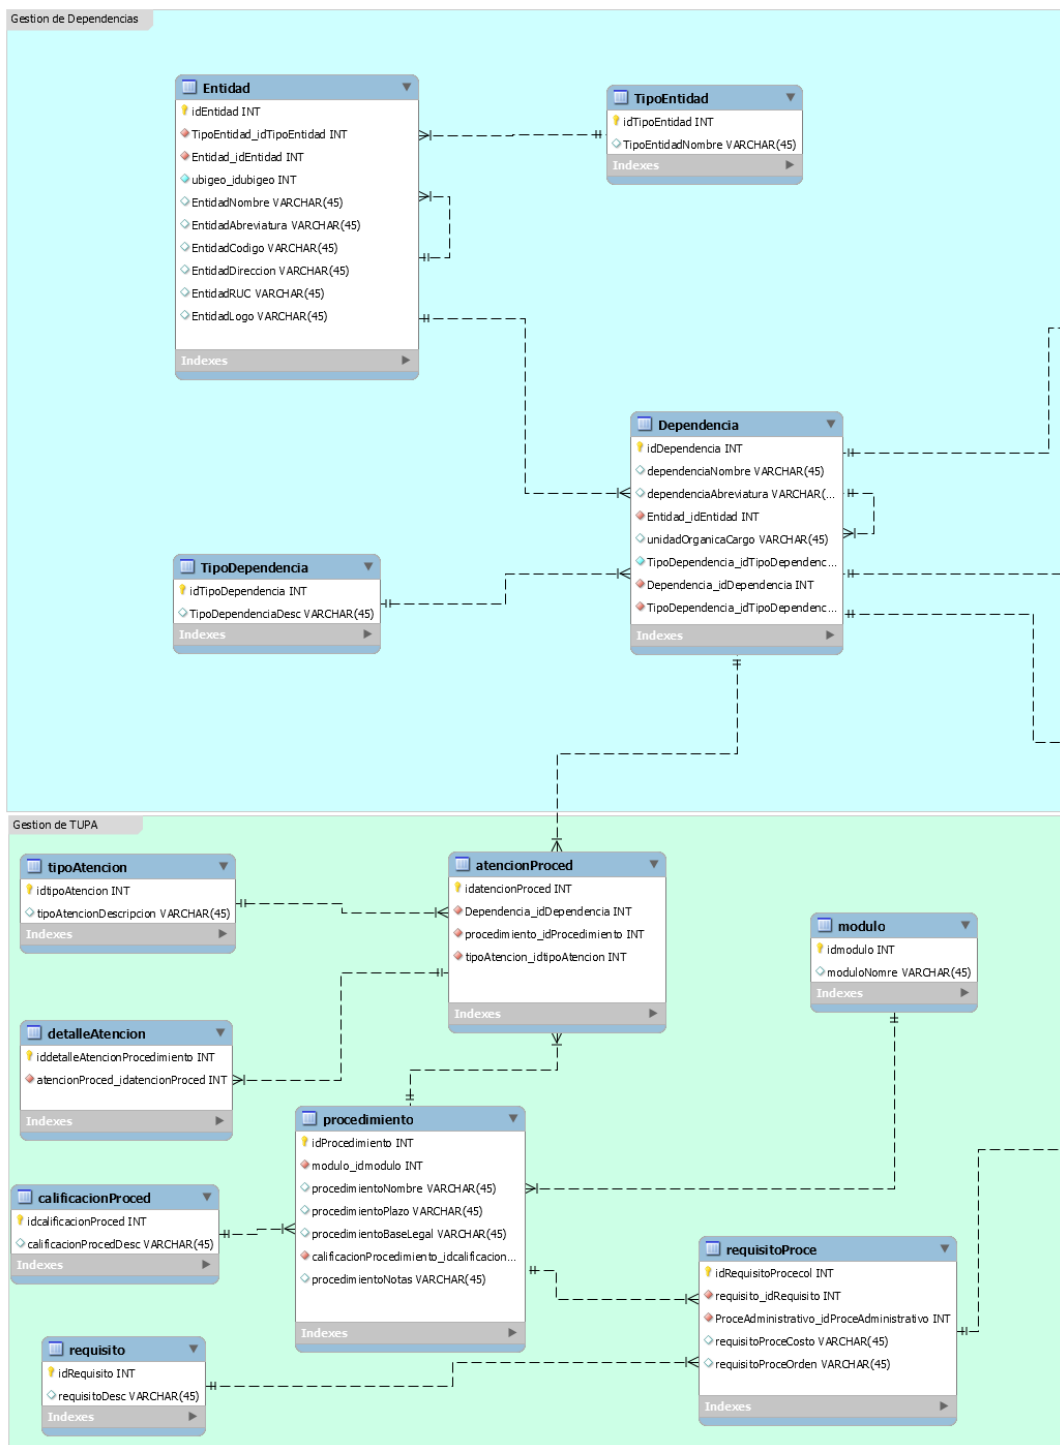 Gestion de Dependencias
Entidad
idEntidad INT
TipoEntidad_idTipoEntidad INT
Entidad_idEntidad INT
ubigeo_idubigeo INT
EntidadNombre VARCHAR(45)
EntidadAbreviatura VARCHAR(45)
EntidadCodigo VARCHAR(45)
EntidadDireccion VARCHAR(45)
EntidadRUC VARCHAR(45)
EntidadLogo VARCHAR(45)
Indexes
TipoEntidad
idTipoEntidad INT
TipoEntidadNombre VARCHAR(45)
Indexes
Dependencia
idDependencia INT
dependenciaNombre VARCHAR(45)
dependenciaAbreviatura VARCHAR(...
Entidad_idEntidad INT
unidadOrganicaCargo VARCHAR(45)
TipoDependencia_idTipoDependenc...
Dependencia_idDependencia INT
TipoDependencia_idTipoDependenc...
Indexes
TipoDependencia
idTipoDependencia INT
TipoDependenciaDesc VARCHAR(45)
Indexes
Gestion de TUPA
tipoAtencion
idtipoAtencion INT
tipoAtencionDescripcion VARCHAR(45)
Indexes
atencionProced
idatencionProced INT
Dependencia_idDependencia INT
procedimiento_idProcedimiento INT
tipoAtencion_idtipoAtencion INT
Indexes
modulo
idmodulo INT
moduloNomre VARCHAR(45)
Indexes
detalleAtencion
iddetalleAtencionProcedimiento INT
atencionProced_idatencionProced INT
Indexes
procedimiento
idProcedimiento INT
modulo_idmodulo INT
procedimientoNombre VARCHAR(45)
procedimientoPlazo VARCHAR(45)
procedimientoBaseLegal VARCHAR(45)
calificacionProcedimiento_idcalificacion...
procedimientoNotas VARCHAR(45)
Indexes
calificacionProced
idcalificacionProced INT
calificacionProcedDesc VARCHAR(45)
Indexes
requisitoProce
idRequisitoProcecol INT
requisito_idRequisito INT
ProceAdministrativo_idProceAdministrativo INT
requisitoProceCosto VARCHAR(45)
requisitoProceOrden VARCHAR(45)
Indexes
requisito
idRequisito INT
requisitoDesc VARCHAR(45)
Indexes